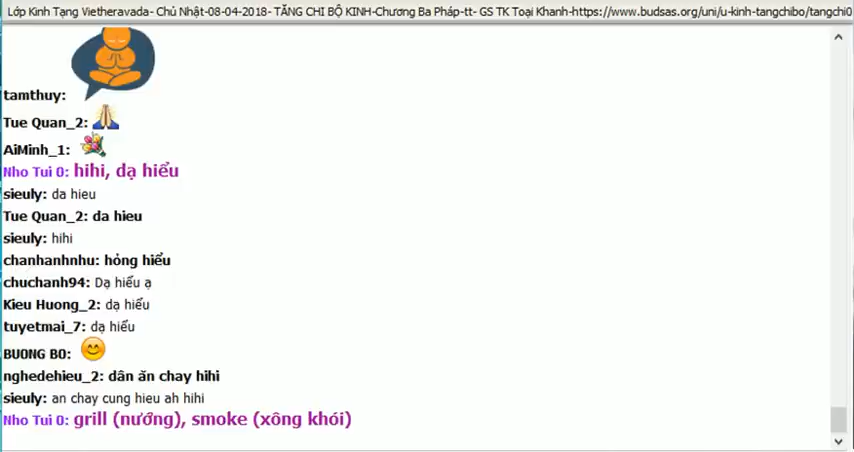 Lớp Kinh Tạng Vietheravada- Chủ Nhật-08-04-2018- TĂNG CHI BỘ KINH-Chương Ba Pháp-tt- GS TK Toại Khanh-https://www.budsas.org/uni/u-kinh-tangchibo/tangchi0
tamthuy:
Tue Quan_2:
AiMinh_1:
Nho Tui 0: hihi, dạ hiểu
sieuly: da hieu
Tue Quan_2: da hieu
sieuly: hihi
chanhanhnhu: hỏng hiểu
chuchanh94: Dạ hiểu ạ
Kieu Huong_2: dạ hiểu
tuyetmai_7: dạ hiểu
BUONG BO:
nghedehieu_2: dân ăn chay hihi
sieuly: an chay cung hieu ah hihi
Nho Tui 0: grill (nướng), smoke (xông khói)